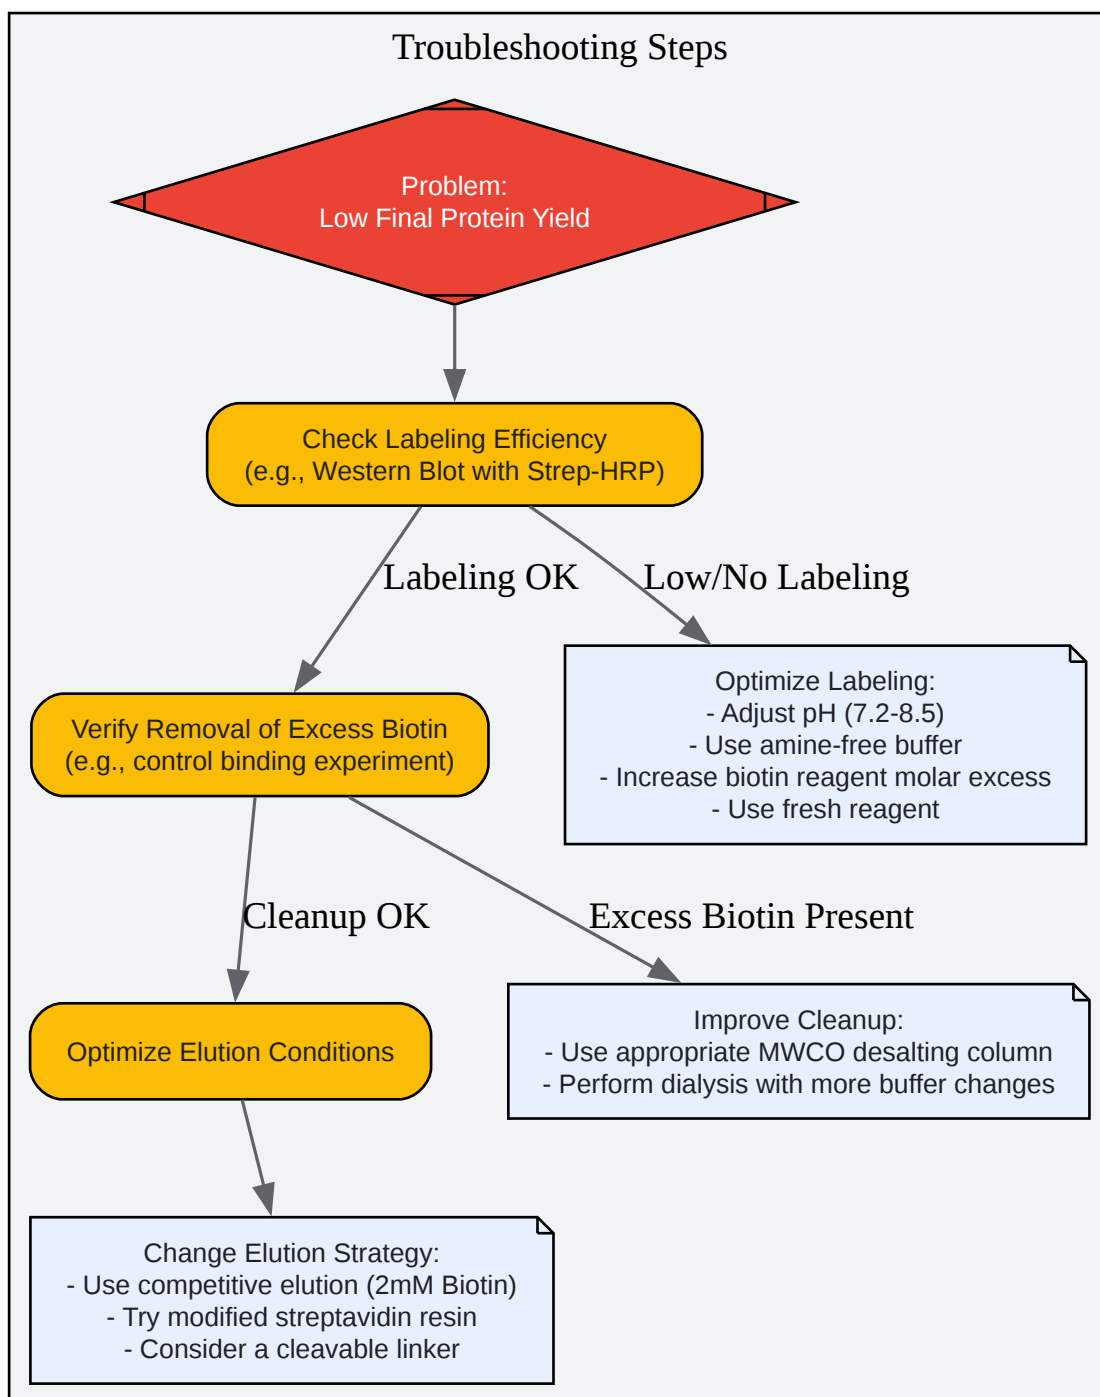 Troubleshooting Steps
Problem:
Low Final Protein Yield
Check Labeling Efficiency
(e.g., Western Blot with Strep-HRP)
Labeling OK
Low/No Labeling
Optimize Labeling:
- Adjust pH (7.2-8.5)
- Use amine-free buffer
- Increase biotin reagent molar excess
- Use fresh reagent
Verify Removal of Excess Biotin
(e.g., control binding experiment)
Cleanup OK
Excess Biotin Present
Improve Cleanup:
- Use appropriate MWCO desalting column
- Perform dialysis with more buffer changes
Optimize Elution Conditions
Change Elution Strategy:
- Use competitive elution (2mM Biotin)
- Try modified streptavidin resin
- Consider a cleavable linker